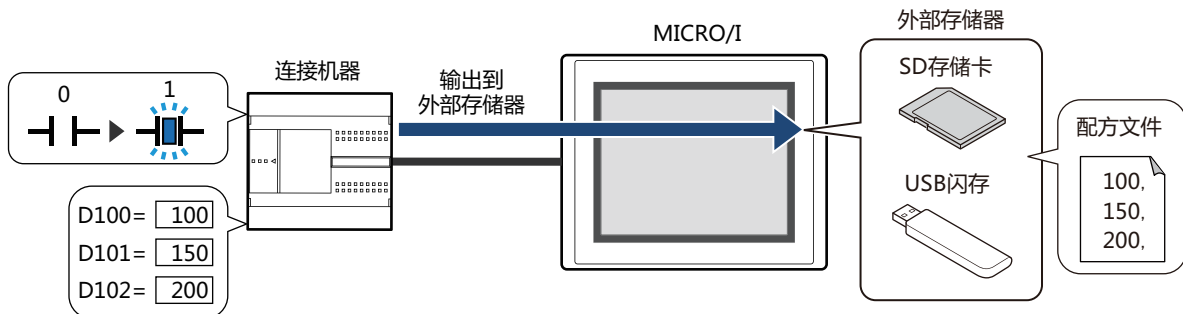 外部存储器
MICRO/I
SD存储卡
连接机器
输出到
外部存储器
0 1
配方文件
100,
150,
200,
USB闪存
D100= 100
D101= 150
D102= 200